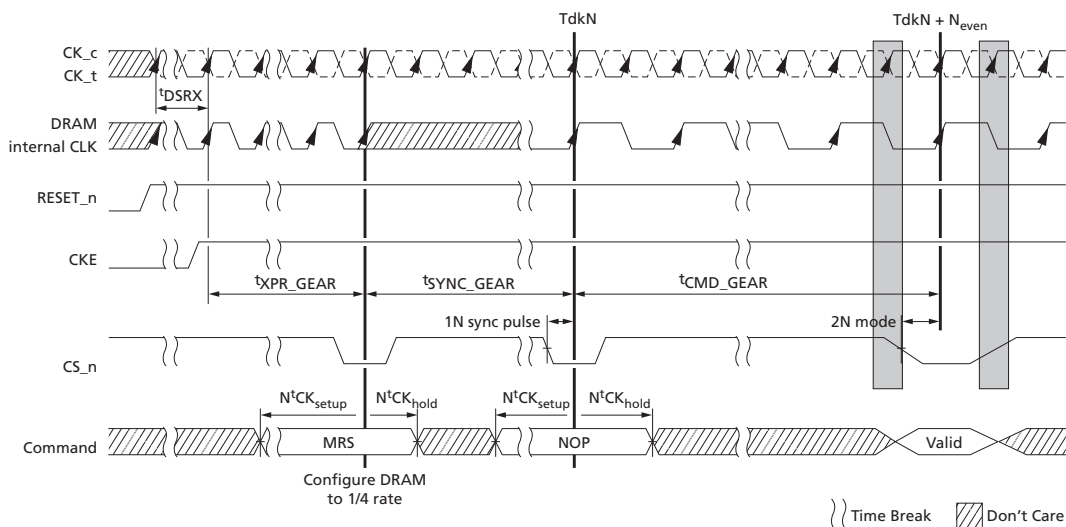 TdkN
TdkN + Neven
CK_c
CK_t
tDSRX
DRAM
internal CLK
RESET_n
CKE
tXPR_GEAR
tSYNC_GEAR
tCMD_GEAR
1N sync pulse
2N mode
CS_n
NtCKsetup
NtCKhold
NtCKsetup
NtCKhold
Command
MRS
NOP
Valid
Configure DRAM
to 1/4 rate
Time Break
Don't Care